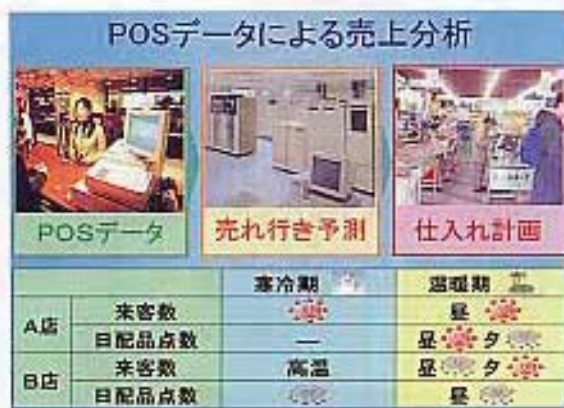 POSデータによる売上分析
POSデータ
売れ行き予測
仕入れ計画
寒冷期 温暖期
A店 来客数 昼
日配品点数 — 昼 夕
B店 来客数 高温 昼 夕
日配品点数 昼